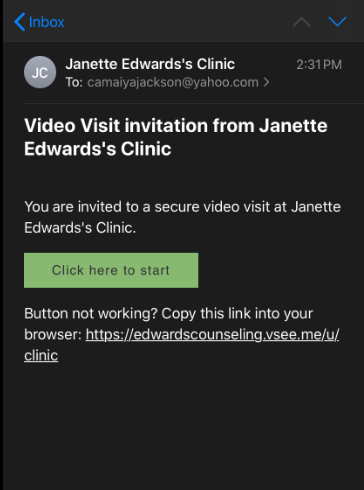 Inbox
JC
Janette Edwards's Clinic
2:31 PM
To: camaiyajackson@yahoo.com
Video Visit invitation from Janette
Edwards's Clinic
You are invited to a secure video visit at Janette
Edwards's Clinic.
Click here to start
Button not working? Copy this link into your
browser: https://edwardscounseling.vsee.me/u/
clinic